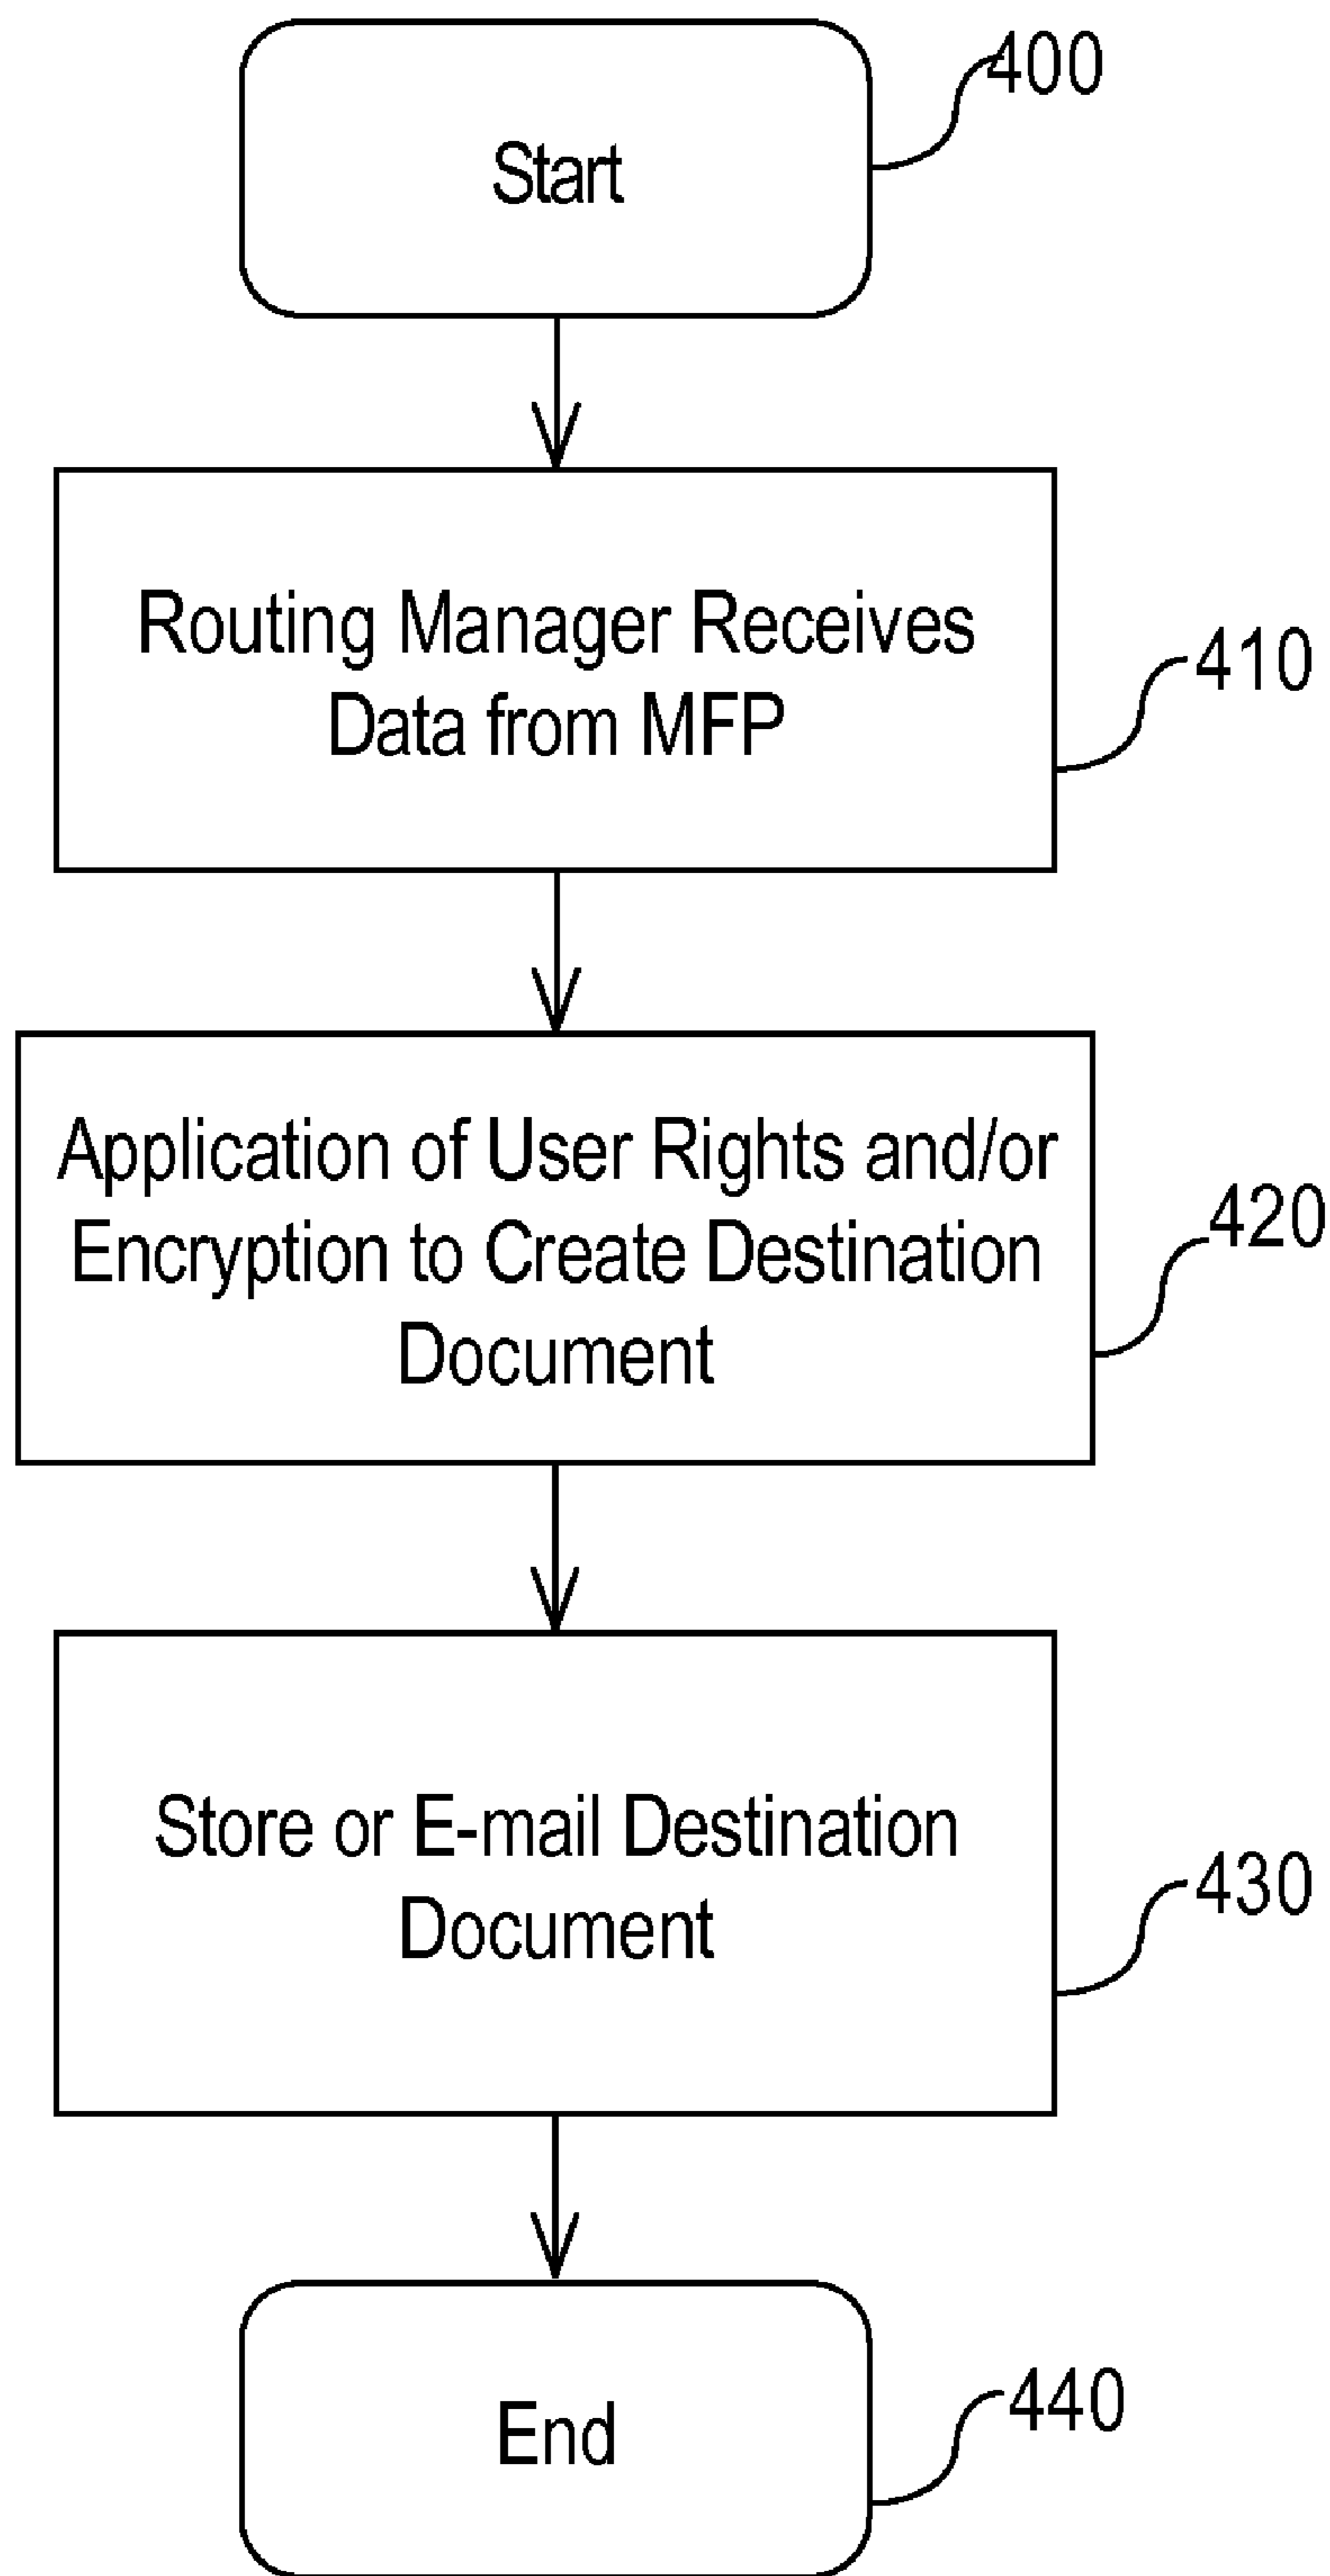 Start
400
Routing Manager Receives
Data from MFP
410
Application of User Rights and/or
Encryption to Create Destination
Document
420
Store or E-mail Destination
Document
430
End
440